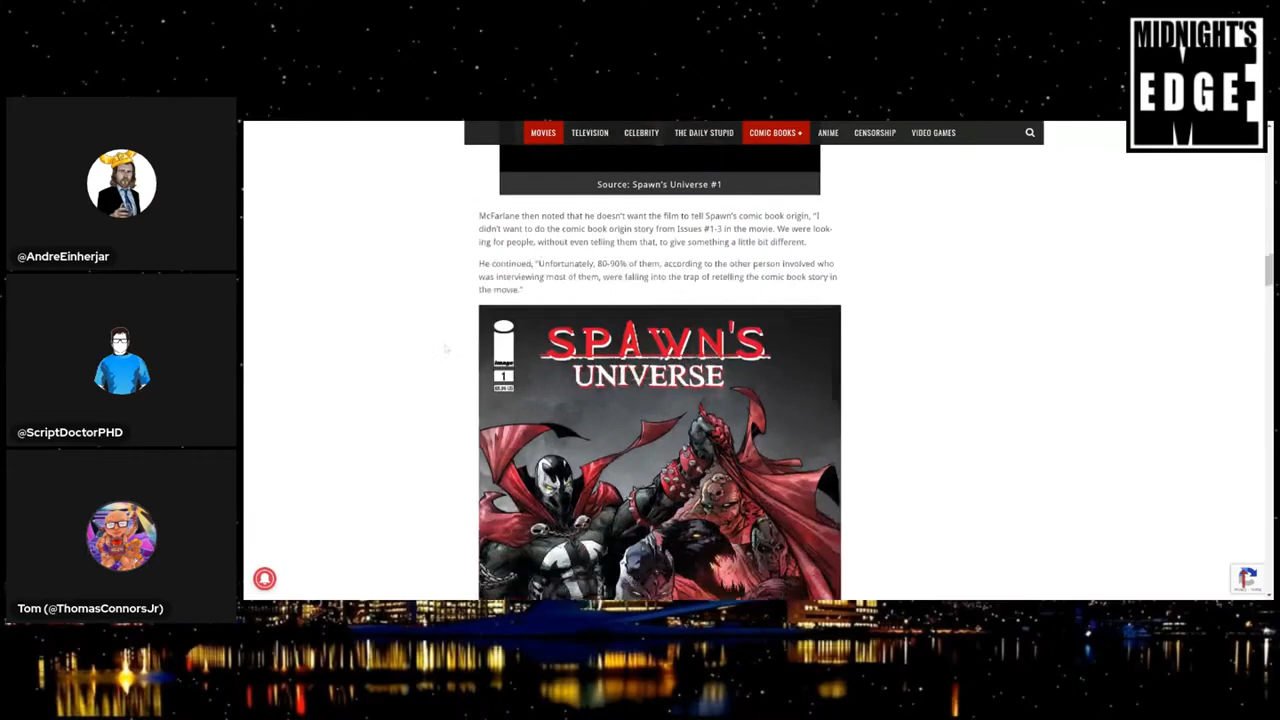 MIDNIGHT'S
EDGE
MOVIES TELEVISION CELEBRITY THE DAILY STUPID COMIC BOOKS + ANIME CENSORSHIP VIDEO GAMES
Source: Spawn's Universe #1
McFarlane then noted that he doesn't want the film to tell Spawn's comic book origin, "I
didn't want to do the comic book origin story from Issues #1-3 in the movie. We were look-
ing for people, without even telling them that, to give something a little bit different.
He continued, "Unfortunately, 80-90% of them, according to the other person involved who
was interviewing most of them, were falling into the trap of retelling the comic book story in
the movie."
image
1
SPAWN'S
UNIVERSE
@AndreEinherjar
@ScriptDoctorPHD
Tom (@ThomasConnorsJr)